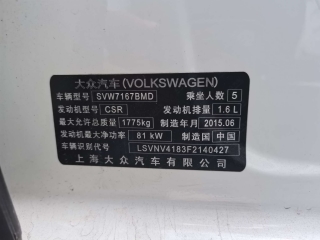 大众汽车(VOLKSWAGEN)
车辆型号 SVW7167BMD 乘坐人数 5
发动机型号 CSR 发动机排量 1.6L
最大允许总质量 1775kg 制造年月 2015.06
发动机最大净功率 81 kW 制造国 中国
车辆识别代号 LSVNV4183F2140427
上海大众汽车有限公司